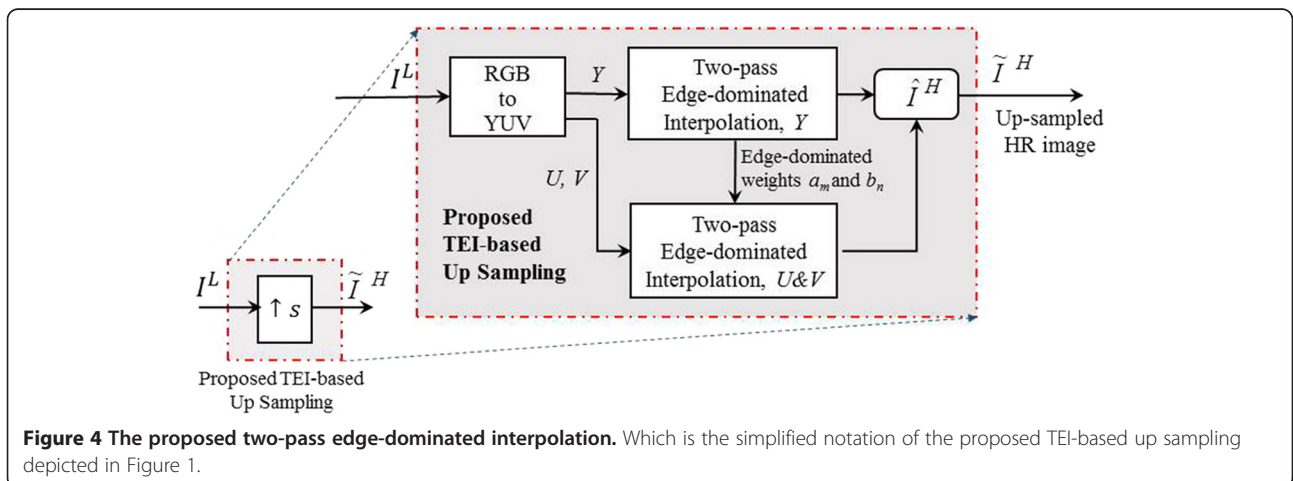 I^L
RGB
to
YUV
Y
U, V
Two-pass
Edge-dominated
Interpolation, Y
Edge-dominated
weights a_m and b_n
Two-pass
Edge-dominated
Interpolation, U&V
Î^H
Ĩ^H
Up-sampled
HR image
Proposed
TEI-based
Up Sampling
I^L
↑ s
Ĩ^H
Proposed TEI-based
Up Sampling
Figure 4 The proposed two-pass edge-dominated interpolation. Which is the simplified notation of the proposed TEI-based up sampling
depicted in Figure 1.